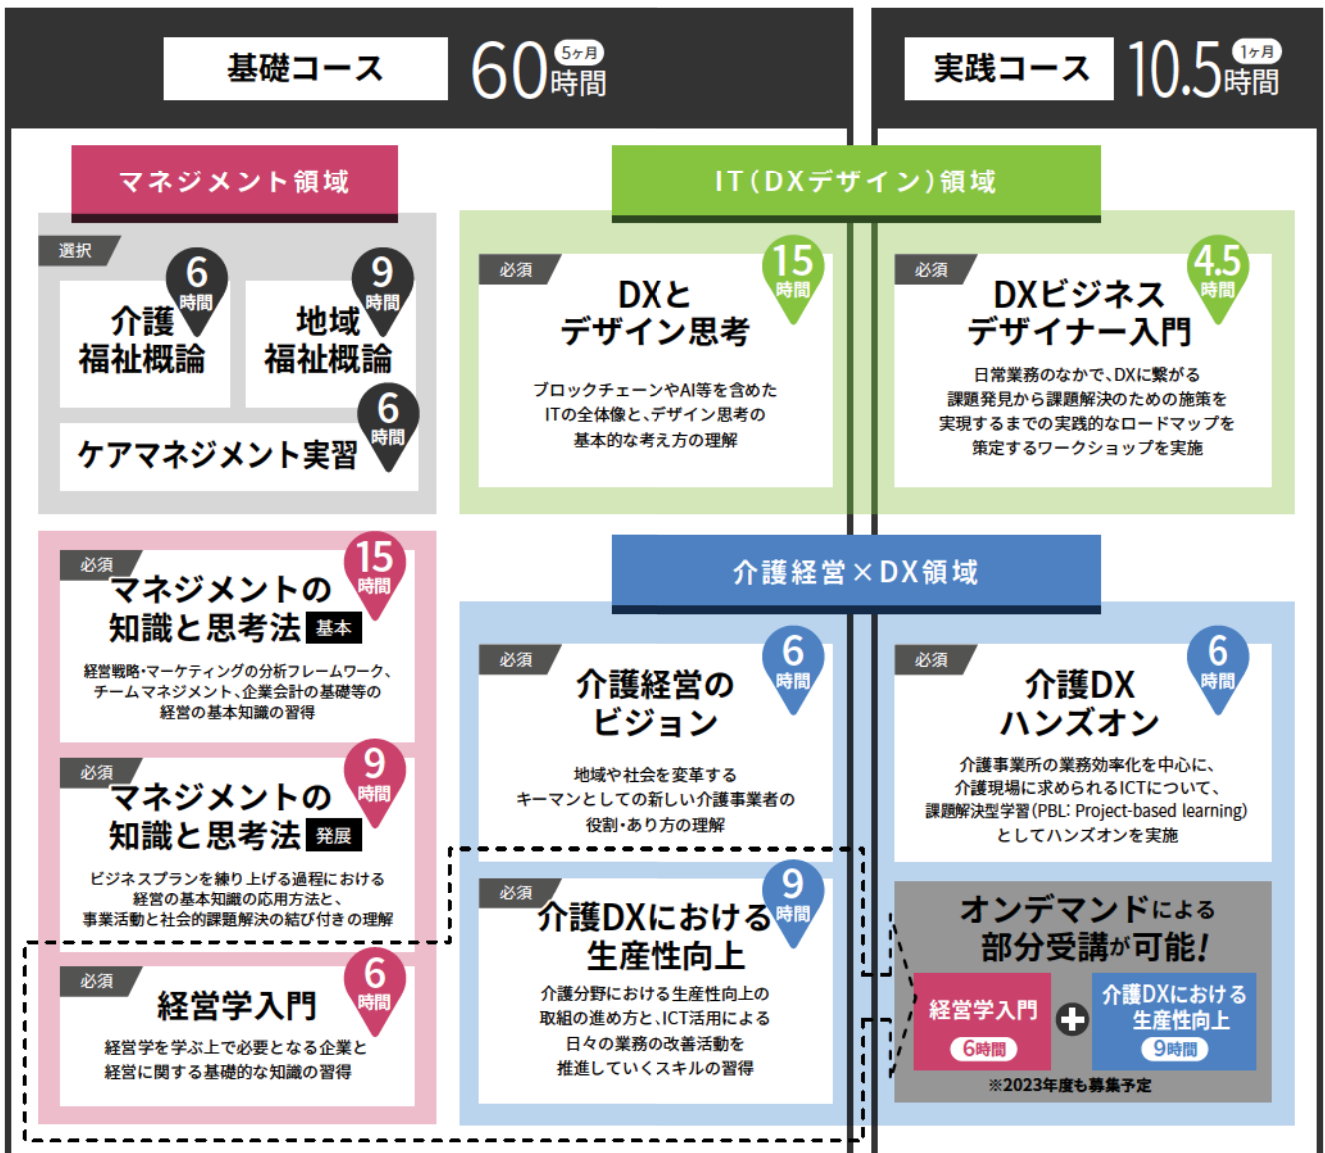 基礎コース
60時間
5ヶ月
実践コース
10.5時間
1ヶ月
マネジメント領域
選択
6
時間
介護
福祉概論
9
時間
地域
福祉概論
6
時間
ケアマネジメント実習
必須
15
時間
マネジメントの
知識と思考法 基本
経営戦略・マーケティングの分析フレームワーク、
チームマネジメント、企業会計の基礎等の
経営の基本知識の習得
必須
9
時間
マネジメントの
知識と思考法 発展
ビジネスプランを練り上げる過程における
経営の基本知識の応用方法と、
事業活動と社会的課題解決の結び付きの理解
必須
6
時間
経営学入門
経営学を学ぶ上で必要となる企業と
経営に関する基礎的な知識の習得
IT(DXデザイン)領域
必須
15
時間
DXと
デザイン思考
ブロックチェーンやAI等を含めた
ITの全体像と、デザイン思考の
基本的な考え方の理解
必須
4.5
時間
DXビジネス
デザイナー入門
日常業務のなかで、DXに繋がる
課題発見から課題解決のための施策を
実現するまでの実践的なロードマップを
策定するワークショップを実施
介護経営×DX領域
必須
6
時間
介護経営の
ビジョン
地域や社会を変革する
キーマンとしての新しい介護事業者の
役割・あり方の理解
必須
9
時間
介護DXにおける
生産性向上
介護分野における生産性向上の
取組の進め方と、ICT活用による
日々の業務の改善活動を
推進していくスキルの習得
必須
6
時間
介護DX
ハンズオン
介護事業所の業務効率化を中心に、
介護現場に求められるICTについて、
課題解決型学習(PBL: Project-based learning)
としてハンズオンを実施
オンデマンドによる
部分受講が可能!
経営学入門
6時間
介護DXにおける
生産性向上
9時間
※2023年度も募集予定